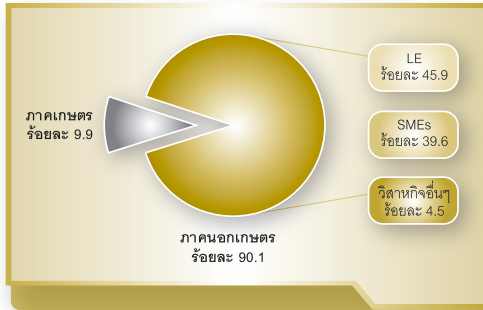 LE
ร้อยละ 45.9
ภาคเกษตร
ร้อยละ 9.9
SMEs
ร้อยละ 39.6
วิสาหกิจอื่นๆ
ร้อยละ 4.5
ภาคนอกเกษตร
ร้อยละ 90.1